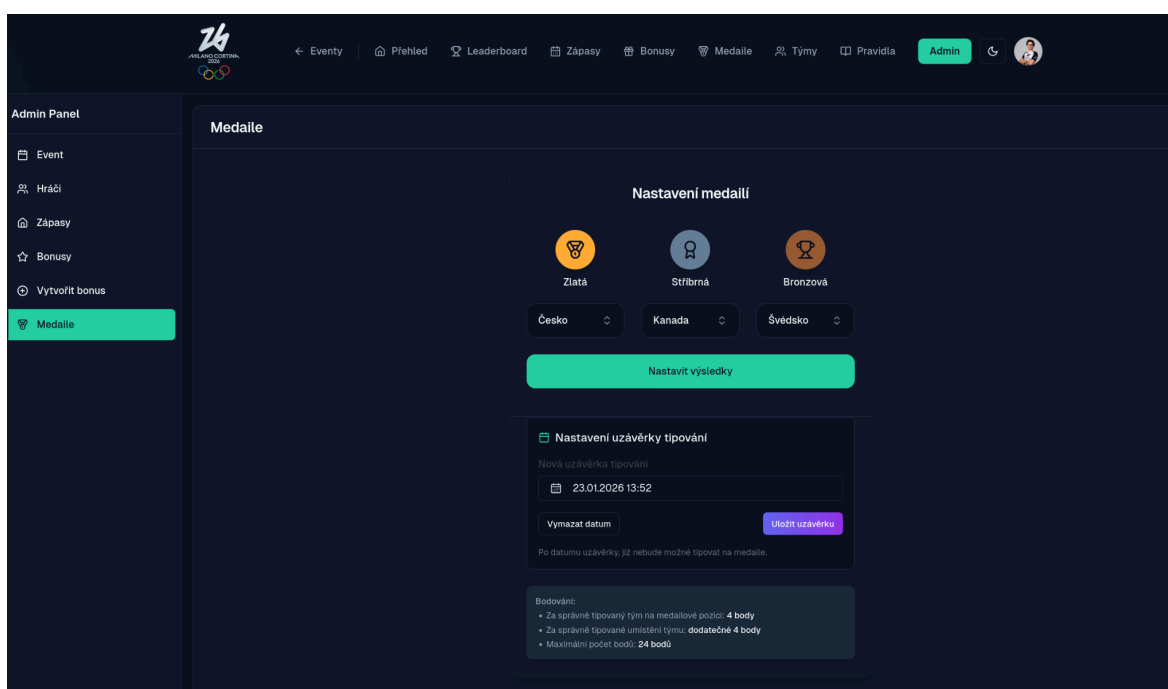 MILANO CORTINA
2026
← Eventy
Přehled
Leaderboard
Zápasy
Bonusy
Medaile
Týmy
Pravidla
Admin
Admin Panel
Event
Hráči
Zápasy
Bonusy
Vytvořit bonus
Medaile
Medaile
Nastavení medailí
Zlatá
Stříbrná
Bronzová
Česko
Kanada
Švédsko
Nastavit výsledky
Nastavení uzávěrky tipování
Nová uzávěrka tipování
23.01.2026 13:52
Vymazat datum
Uložit uzávěrku
Po datumu uzávěrky, již nebude možné tipovat na medaile.
Bodování:
• Za správně tipovaný tým na medailové pozici: 4 body
• Za správně tipované umístění týmu: dodatečné 4 body
• Maximální počet bodů: 24 bodů